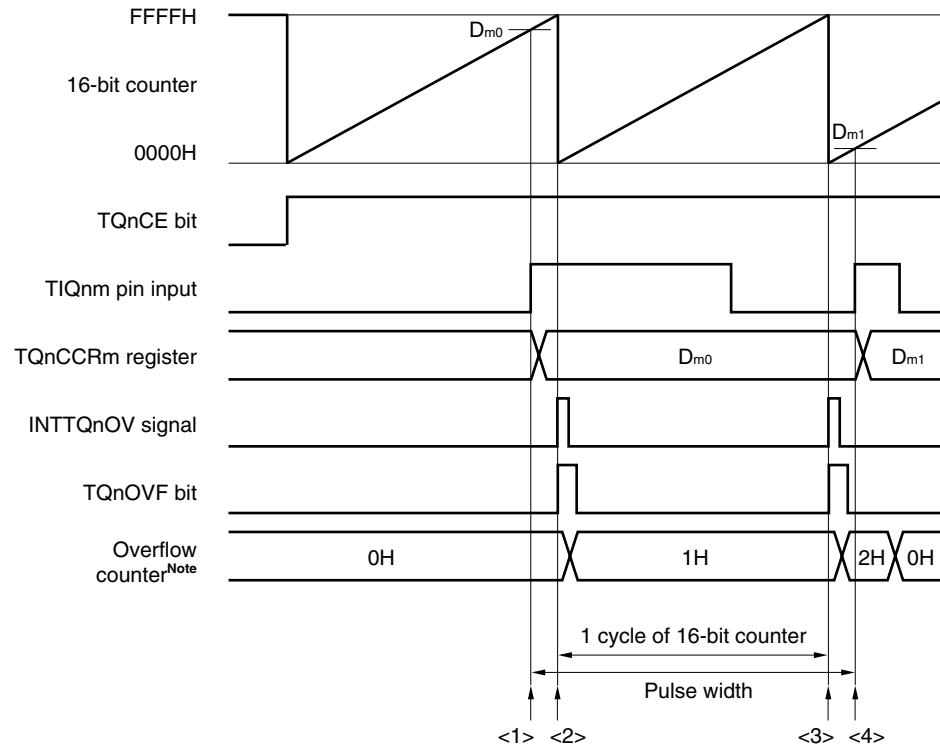 FFFFH
Dm0
16-bit counter
Dm1
0000H
TQnCE bit
TIQnm pin input
TQnCCRm register
Dm0
Dm1
INTTQnOV signal
TQnOVF bit
Overflow
counterNote
0H
1H
2H
0H
1 cycle of 16-bit counter
Pulse width
<1> <2> <3> <4>